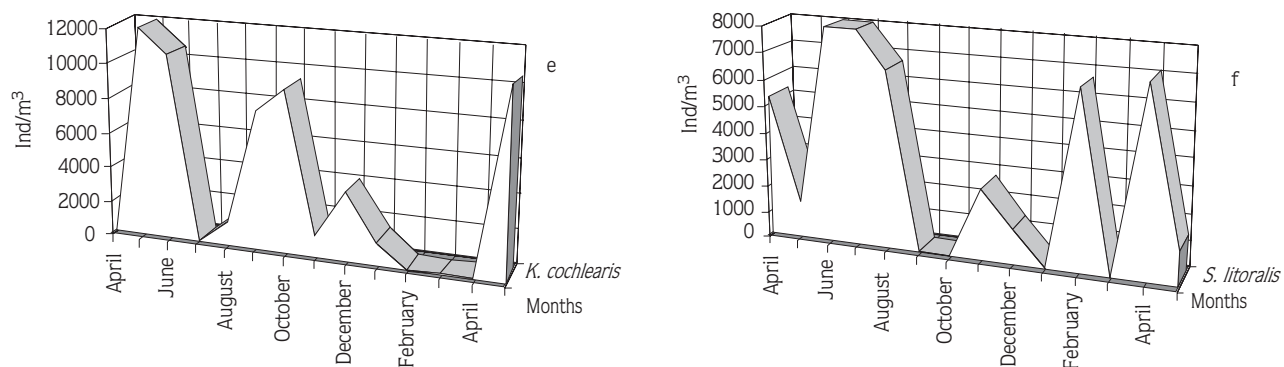 12000
10000
8000
6000
4000
2000
0
Ind/m³
April
June
August
October
December
February
April
e
K. cochlearis
Months
8000
7000
6000
5000
4000
3000
2000
1000
0
Ind/m³
April
June
August
October
December
February
April
f
S. litoralis
Months